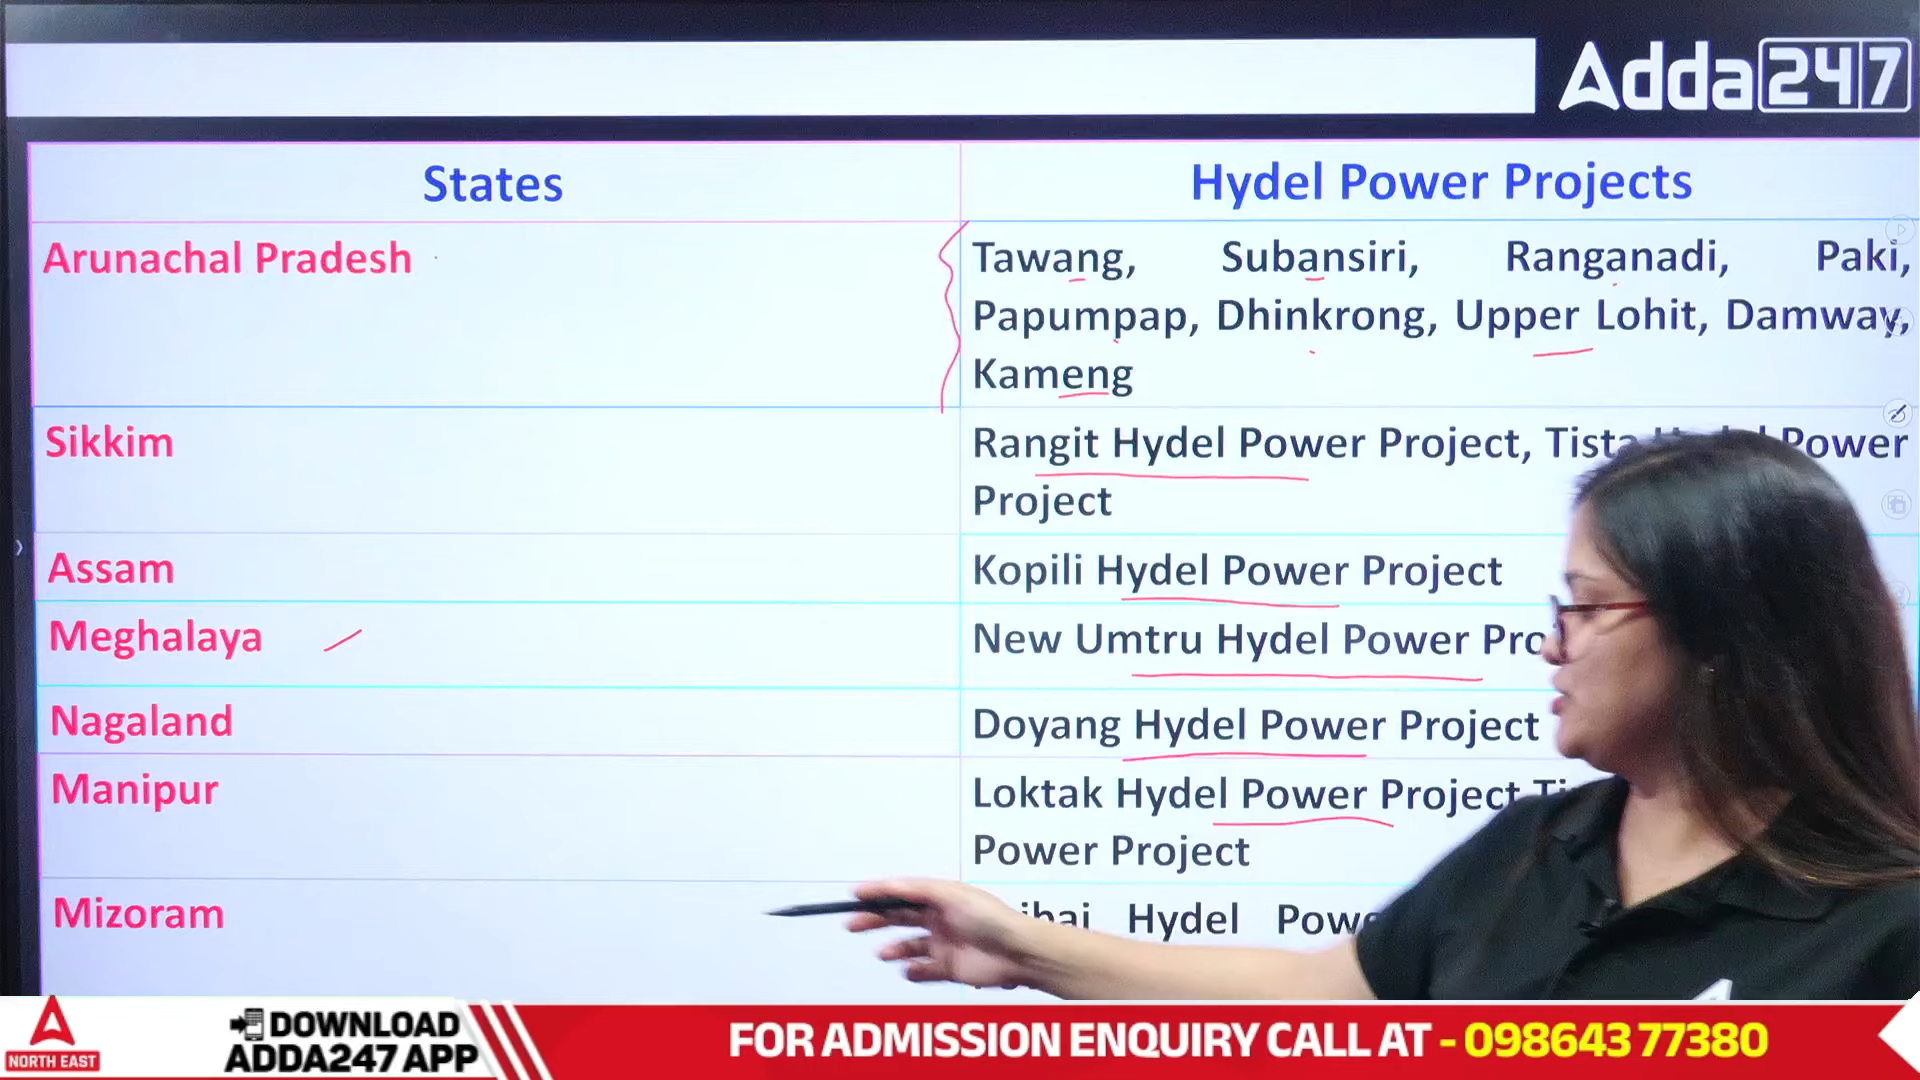 Adda247
States
Hydel Power Projects
Arunachal Pradesh
Tawang, Subansiri, Ranganadi, Paki,
Papumpap, Dhinkrong, Upper Lohit, Damway,
Kameng
Sikkim
Rangit Hydel Power Project, Power
Project
Assam
Kopili Hydel Power Project
Meghalaya
New Umtru Hydel Power
Nagaland
Doyang Hydel Power Project
Manipur
Loktak Hydel Power Project
Power Project
Mizoram
Hydel
NORTH EAST
DOWNLOAD
ADDA247 APP
FOR ADMISSION ENQUIRY CALL AT - 09864377380